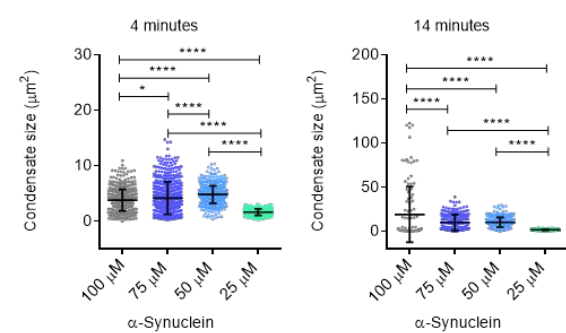 4 minutes
Condensate size (μm²)
30
20
10
0
****
****
*
****
****
****
100 μM
75 μM
50 μM
25 μM
α-Synuclein
14 minutes
Condensate size (μm²)
200
150
100
50
0
****
****
****
****
****
100 μM
75 μM
50 μM
25 μM
α-Synuclein